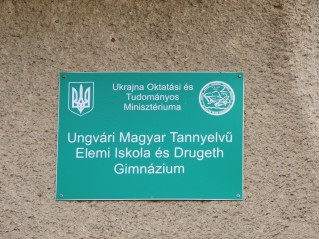 Ukrajna Oktatási és
Tudományos
Minisztériuma
Ungvári Magyar Tannyelvű
Elemi Iskola és Drugeth
Gimnázium